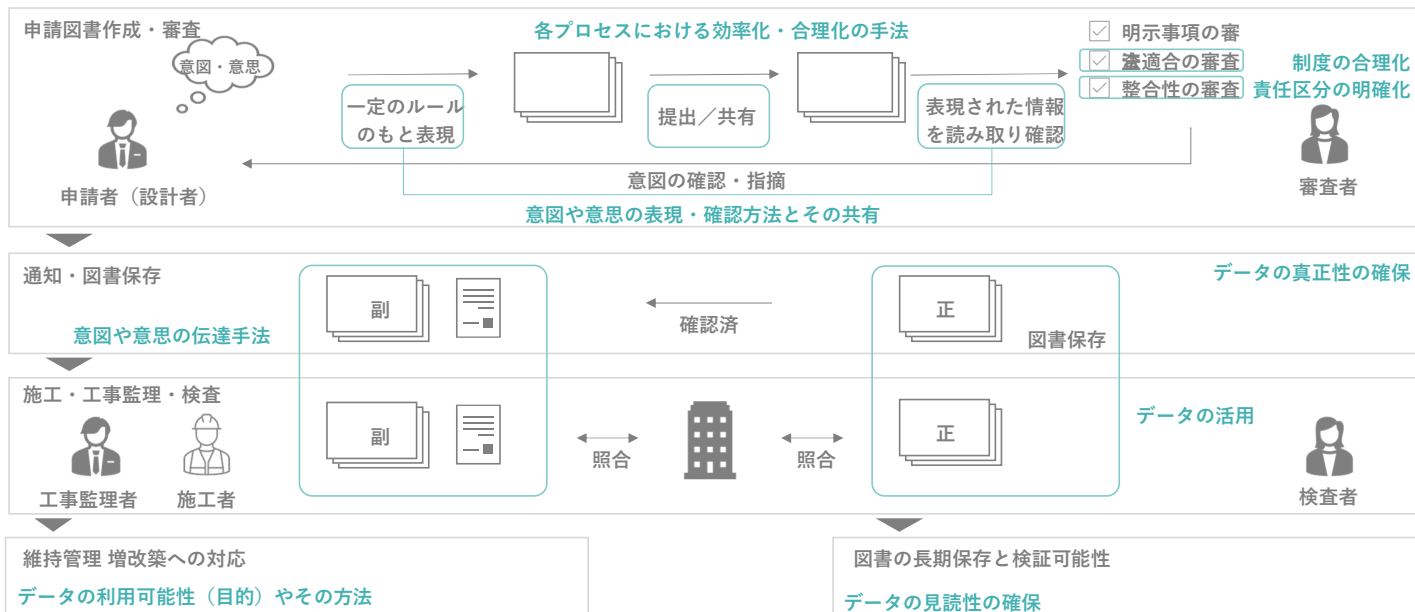 申請図書作成・審査
意図・意思
申請者（設計者）
各プロセスにおける効率化・合理化の手法
一定のルール
のもと表現
提出／共有
表現された情報
を読み取り確認
明示事項の審
適合の審査
整合性の審査
制度の合理化
責任区分の明確化
審査者
意図の確認・指摘
意図や意思の表現・確認方法とその共有
通知・図書保存
データの真正性の確保
副
正
確認済
図書保存
意図や意思の伝達手法
施工・工事監理・検査
副
正
データの活用
照合
照合
工事監理者
施工者
検査者
維持管理 増改築への対応
データの利用可能性（目的）やその方法
図書の長期保存と検証可能性
データの見読性の確保